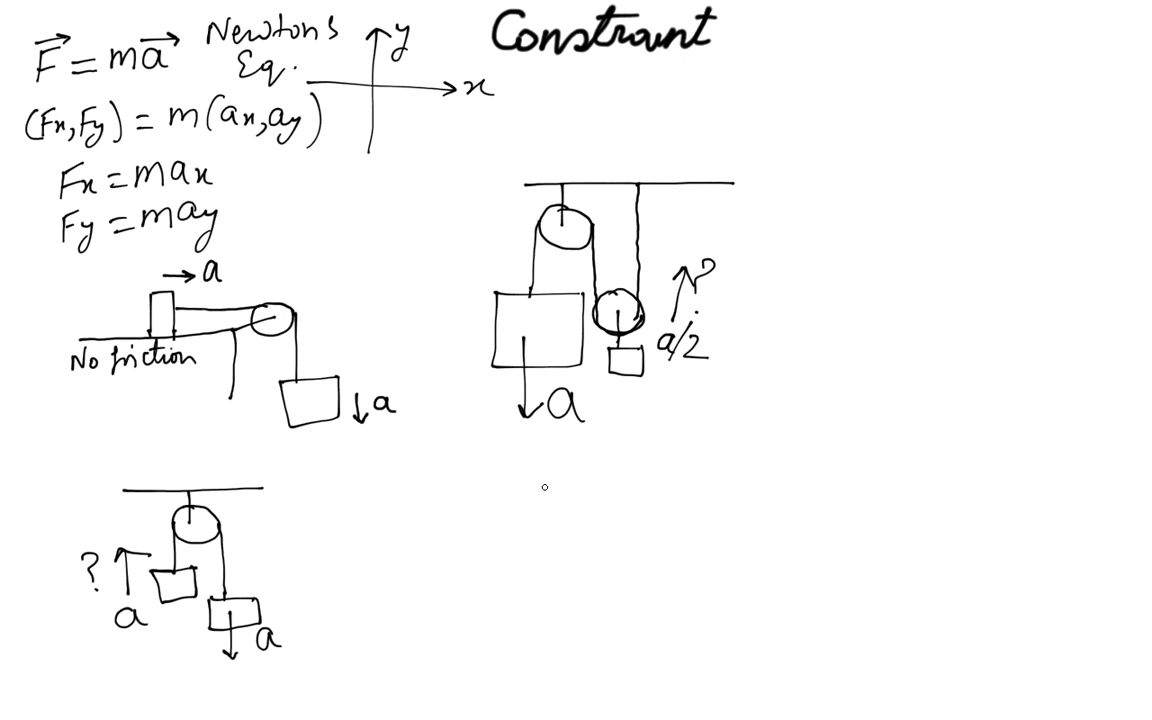 Constraint
F = ma Newtons
Eq.
y
x
(Fx, Fy) = m(ax, ay)
Fx = max
Fy = may
→ a
No friction
↓ a
?
a/2
a
?
a
a